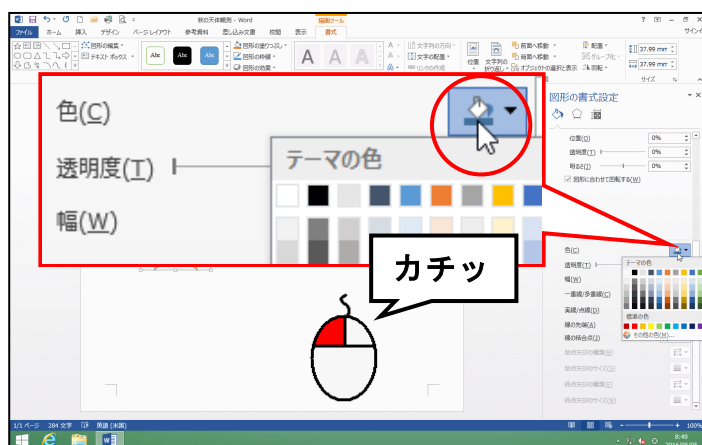 秋の天体観測 - Word
描画ツール
ファイル ホーム 挿入 デザイン ページ レイアウト 参考資料 差し込み文書 校閲 表示 書式 サインイン
図形の編集
テキスト ボックス
Abc Abc Abc
図形の塗りつぶし
図形の枠線
図形の効果
A A A
文字列の方向
文字の配置
リンクの作成
位置 文字列の折り返し
前面へ移動
背面へ移動
オブジェクトの選択と表示
配置
グループ化
回転
37.99 mm
37.99 mm
サイズ
図形の書式設定
位置(O) 0%
透明度(T) 0%
明るさ(I) 0%
図形に合わせて回転する(W)
色(C)
透明度(T)
幅(W)
テーマの色
カチッ
色(C)
透明度(T)
幅(W)
一重線/多重線(C)
実線/点線(D)
線の先端(A)
線の結合点(J)
始点矢印の種類(B)
始点矢印のサイズ(S)
終点矢印の種類(E)
終点矢印のサイズ(N)
テーマの色
標準の色
その他の色(M)...
1/1 ページ 284 文字 英語 (米国) 100%
8:49